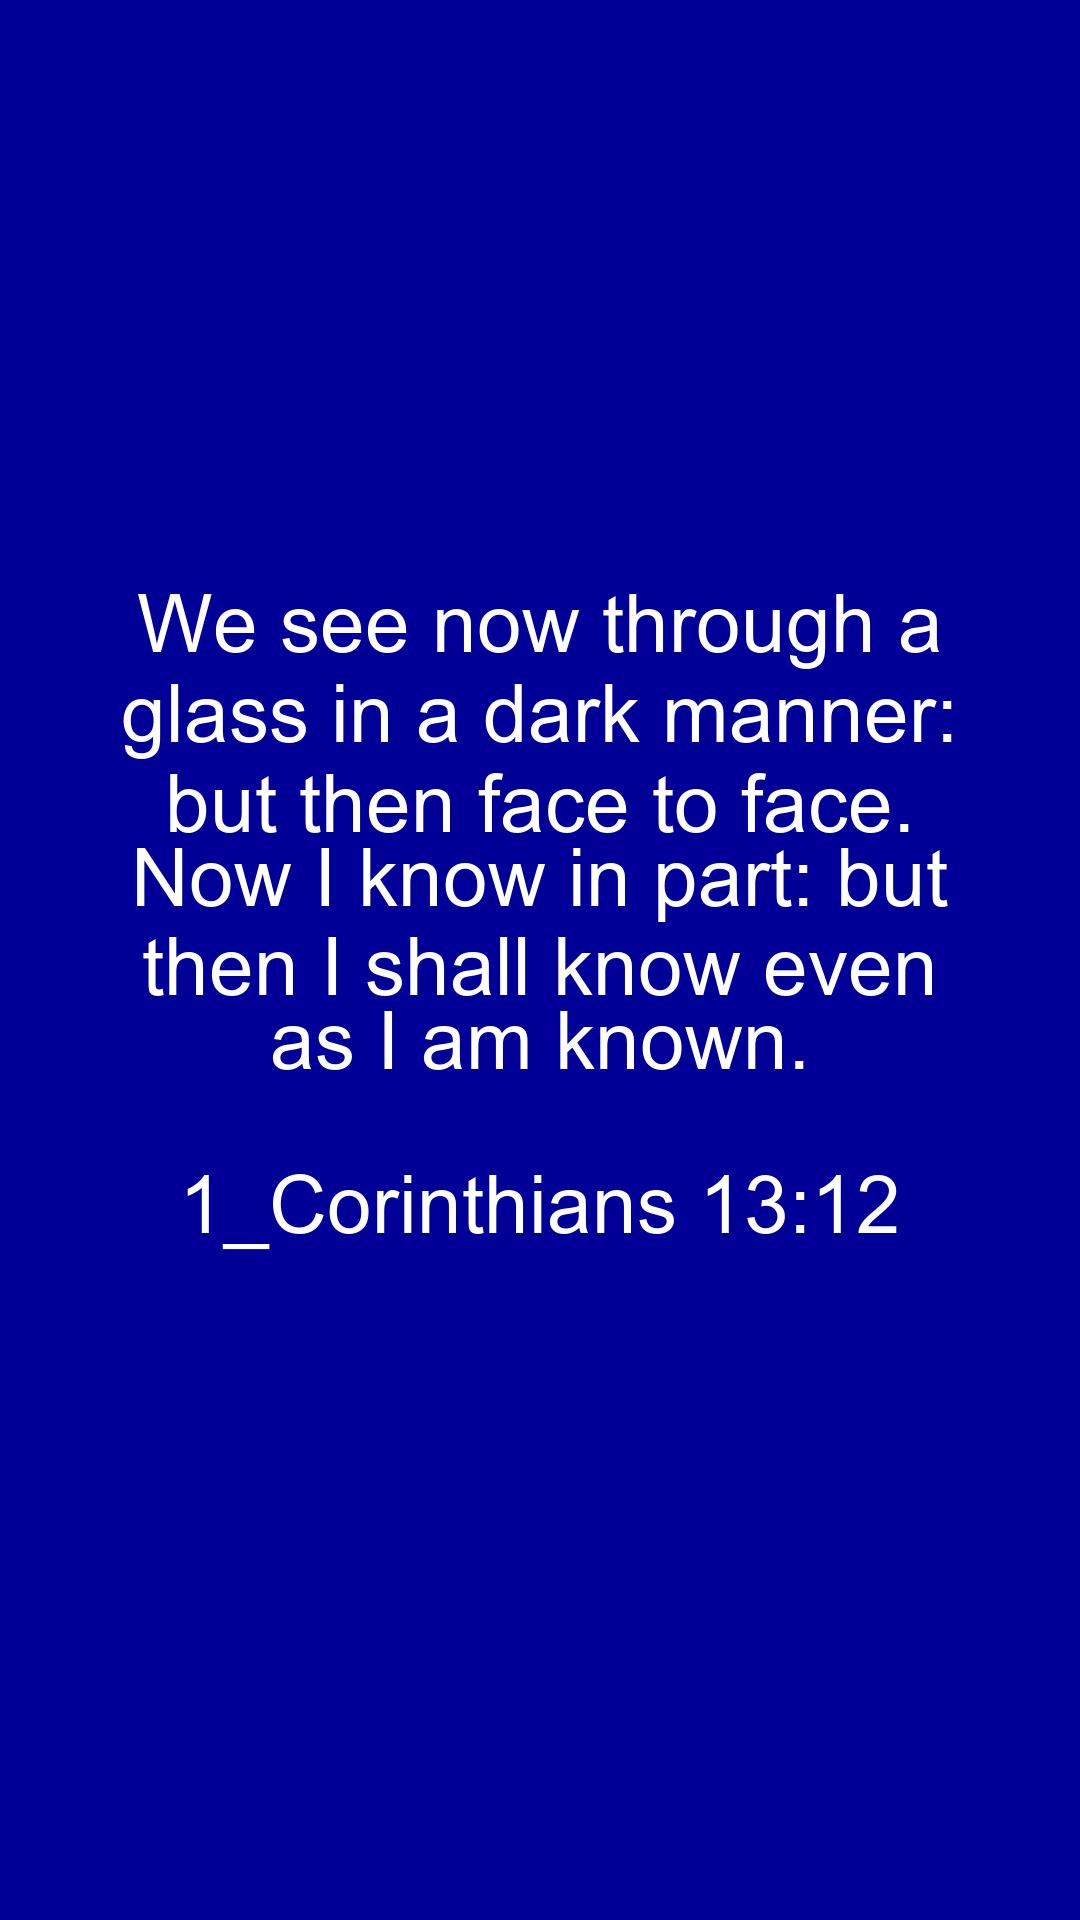 We see now through a
glass in a dark manner:
but then face to face.
Now I know in part: but
then I shall know even
as I am known.
1_Corinthians 13:12